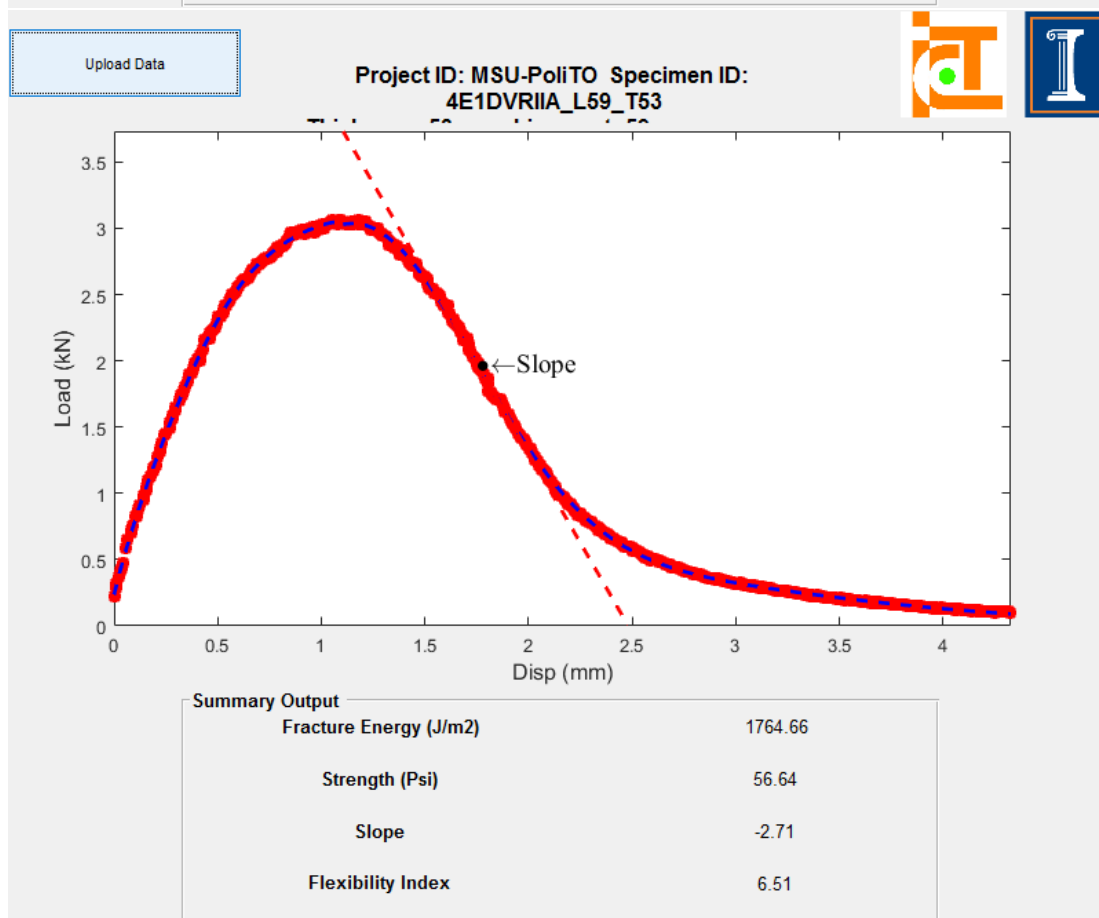 Upload Data
Project ID: MSU-PoliTO Specimen ID:
4E1DVRIIA_L59_T53
3.5
3
2.5
2
1.5
1
0.5
0
Load (kN)
←Slope
0 0.5 1 1.5 2 2.5 3 3.5 4
Disp (mm)
Summary Output
Fracture Energy (J/m2) 1764.66
Strength (Psi) 56.64
Slope -2.71
Flexibility Index 6.51